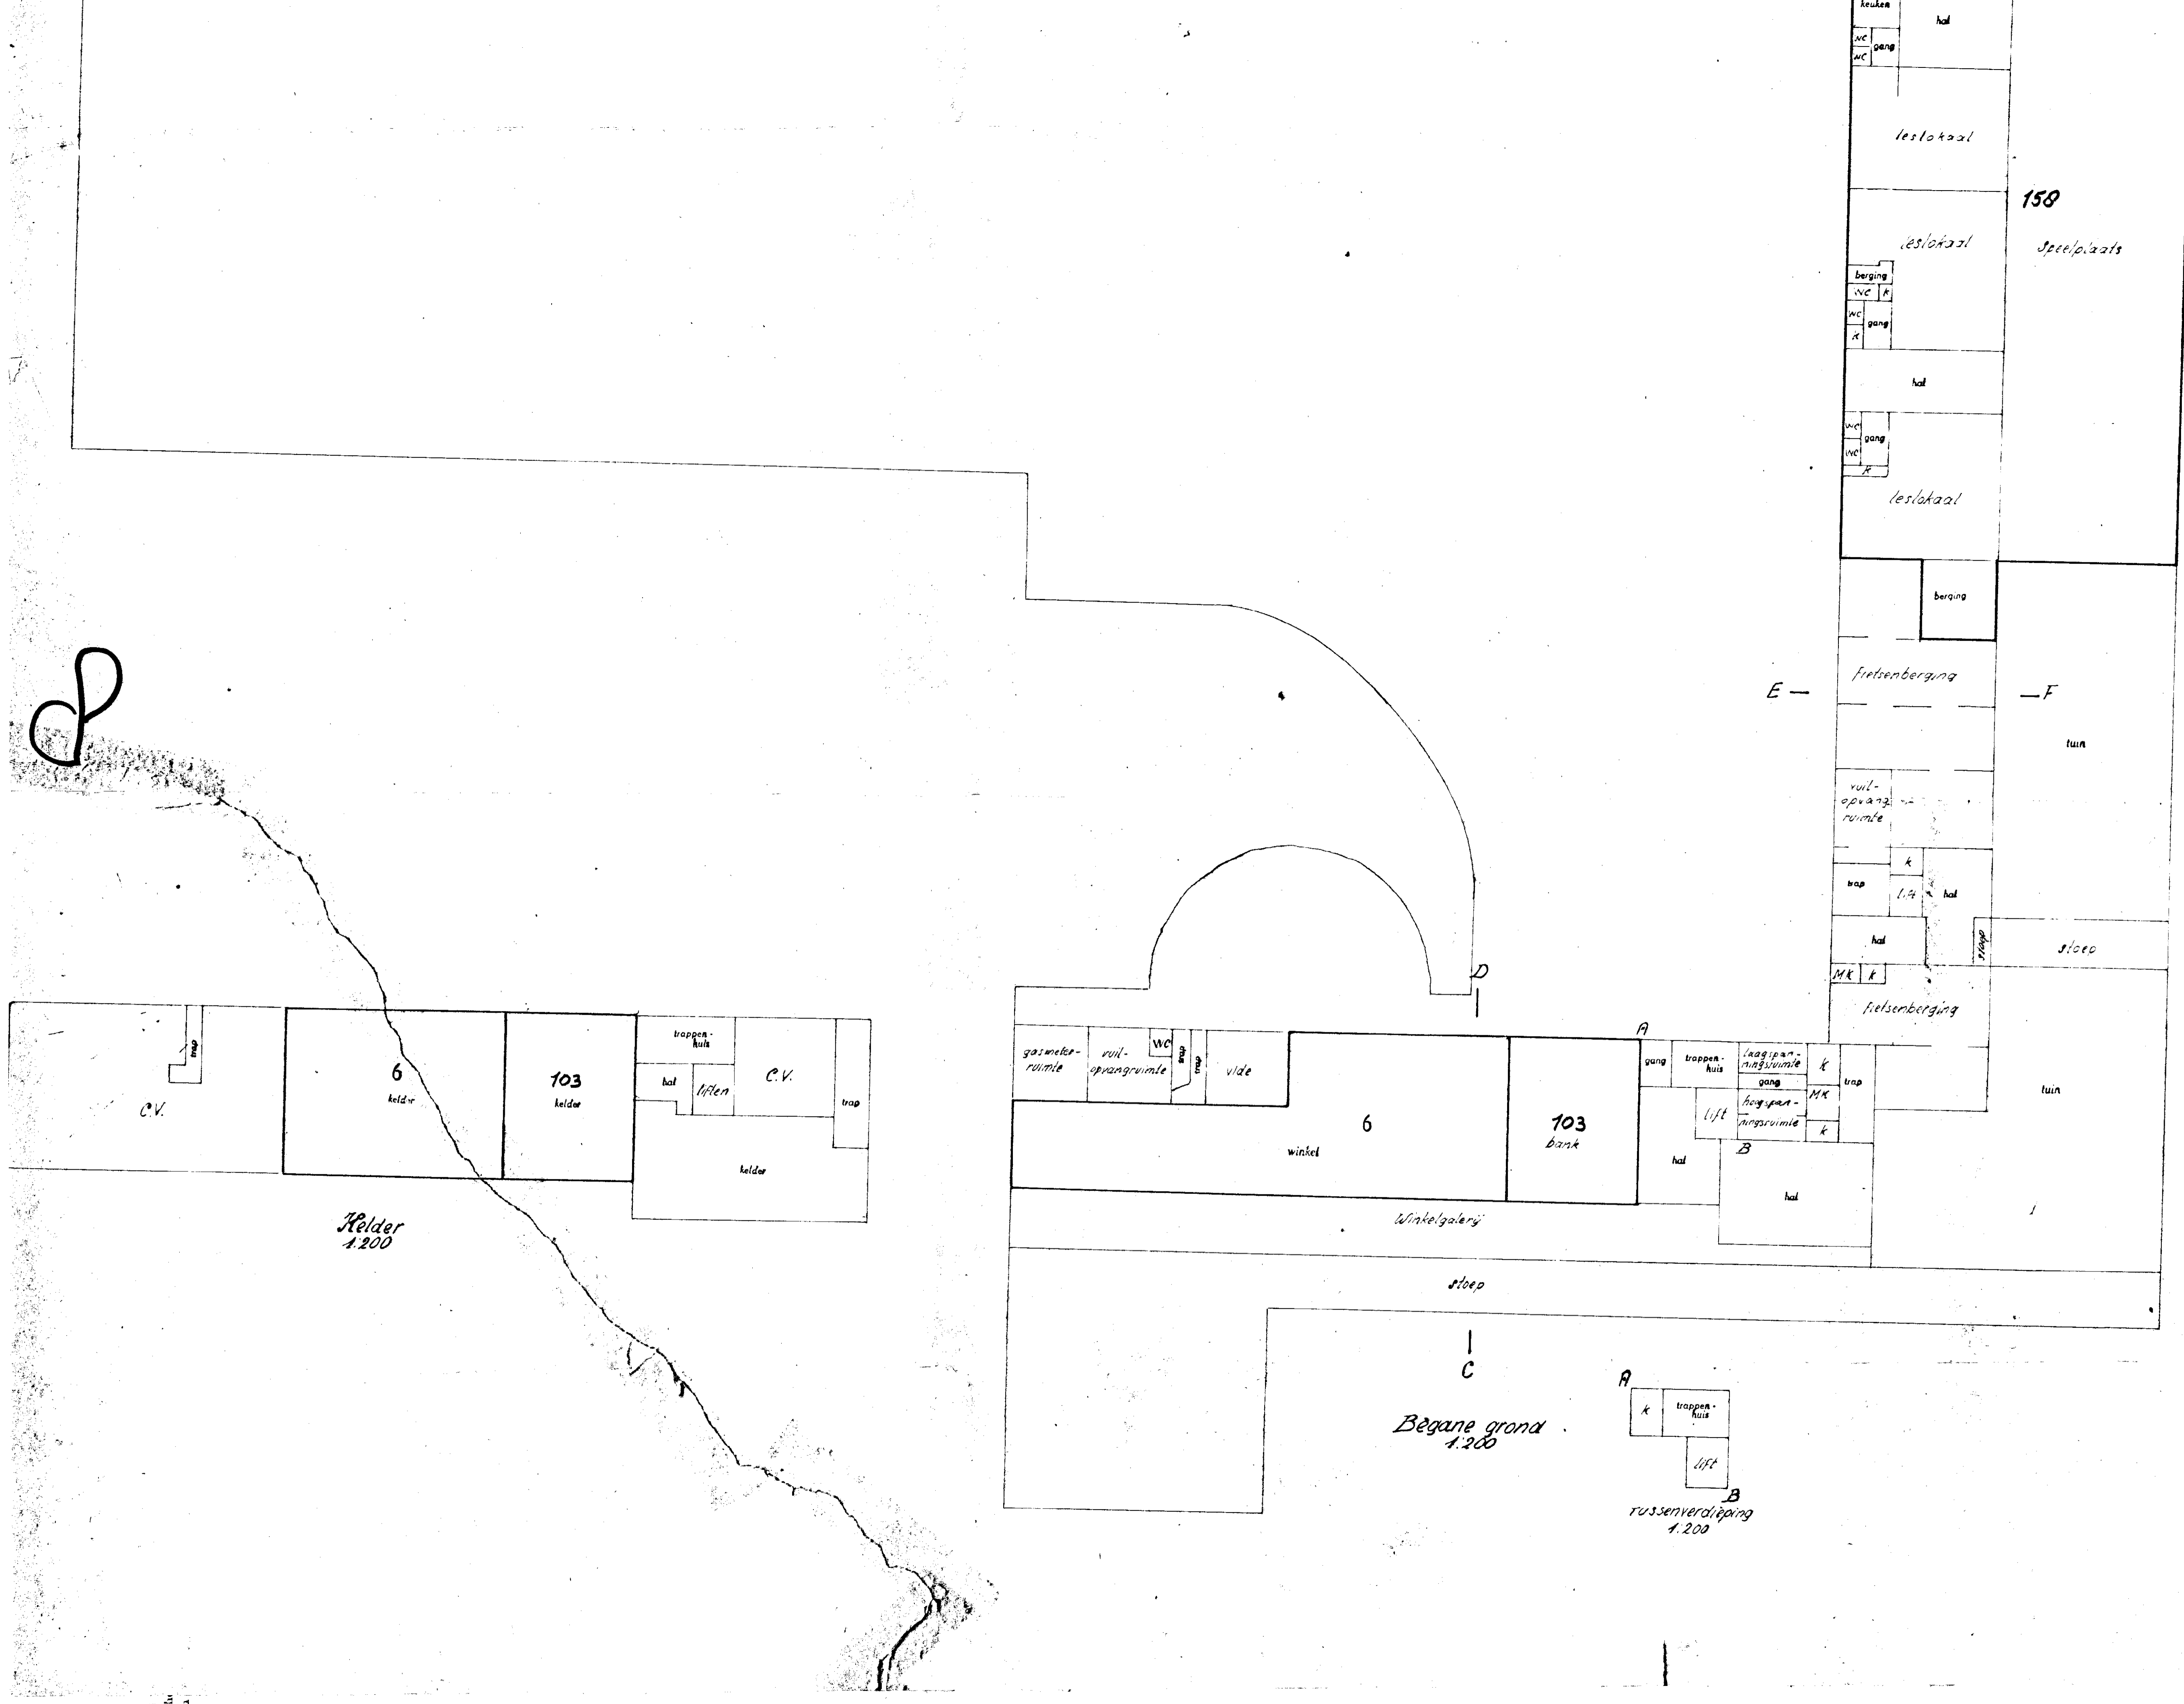 keuken
hal
WC
gang
WC
leslokaal
158
leslokaal
speelplaats
berging
WC
k
WC
gang
k
hal
WC
gang
WC
k
leslokaal
berging
fietsenberging
E
F
tuin
vuil-
opvang
ruimte
k
trap
lift
hal
hal
stoep
stoep
MK
k
fietsenberging
D
A
trap
C.V.
6
kelder
103
kelder
trappen-
huis
hal
liften
C.V.
trap
kelder
Kelder
1:200
gasmeter-
ruimte
vuil-
opvangruimte
WC
trap
trap
vide
6
winkel
103
bank
gang
trappen-
huis
laagspan-
ningsruimte
gang
hoogspan-
ningsruimte
k
MK
k
trap
lift
B
hal
hal
tuin
Winkelgalerij
stoep
C
Begane grond
1:200
A
k
trappen-
huis
lift
B
Tussenverdieping
1:200